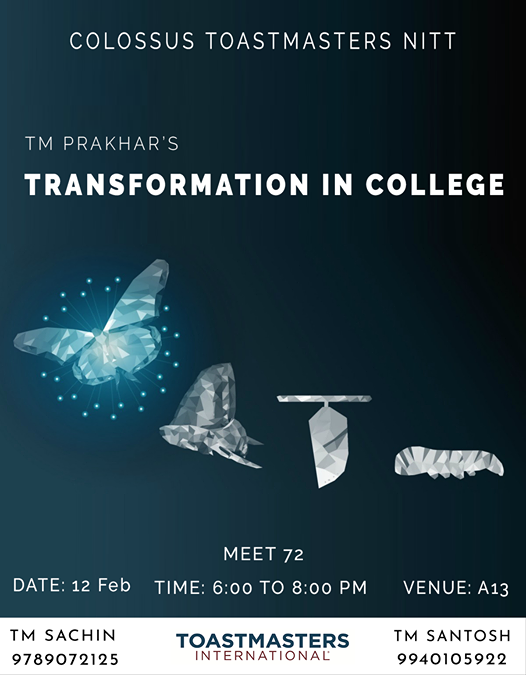 COLOSSUS TOASTMASTERS NITT
TM PRAKHAR'S
TRANSFORMATION IN COLLEGE
MEET 72
DATE: 12 Feb TIME: 6:00 TO 8:00 PM VENUE: A13
TM SACHIN
9789072125
TOASTMASTERS
INTERNATIONAL
TM SANTOSH
9940105922